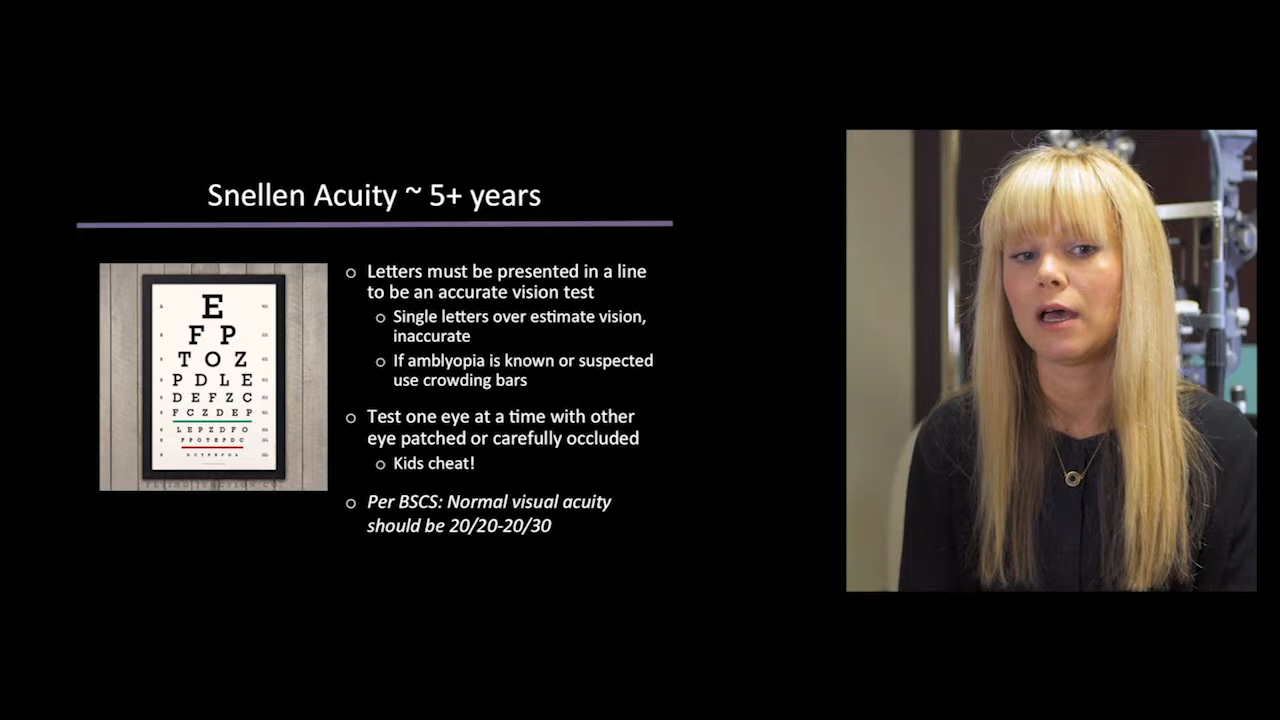 Snellen Acuity ~ 5+ years
E
F P
T O Z
P D L E
D E F Z C
F C Z D E P
L E P Z D F O
Letters must be presented in a line
to be an accurate vision test
Single letters over estimate vision,
inaccurate
If amblyopia is known or suspected
use crowding bars
Test one eye at a time with other
eye patched or carefully occluded
Kids cheat!
Per BSCS: Normal visual acuity
should be 20/20-20/30